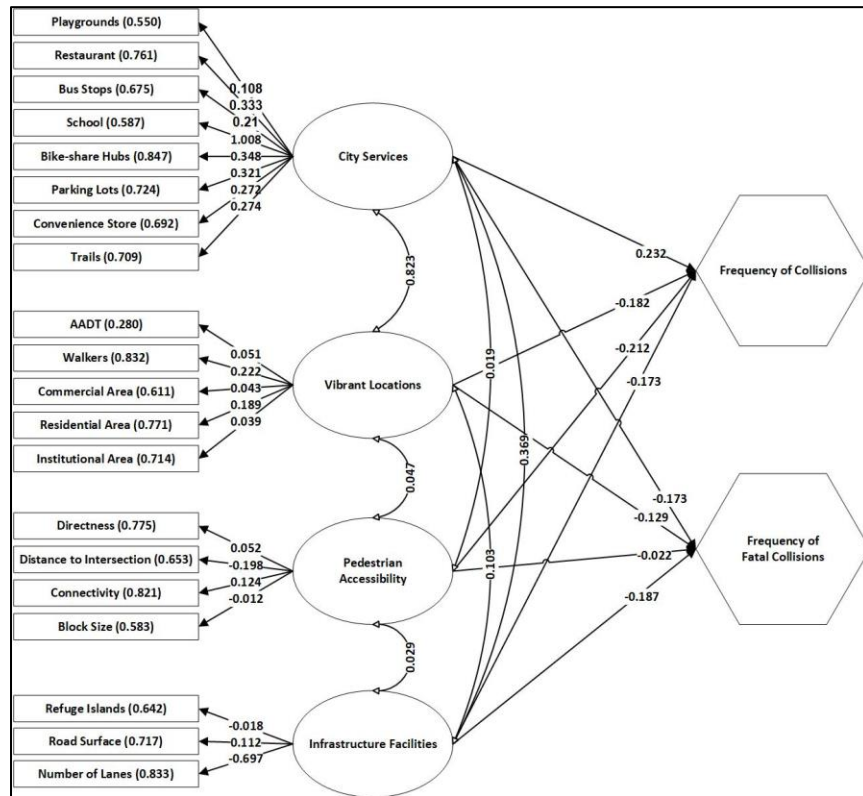 Playgrounds (0.550)
Restaurant (0.761)
Bus Stops (0.675)
School (0.587)
Bike-share Hubs (0.847)
Parking Lots (0.724)
Convenience Store (0.692)
Trails (0.709)
0.108
0.333
0.21
1.008
0.348
0.321
0.272
0.274
City Services
0.823
AADT (0.280)
Walkers (0.832)
Commercial Area (0.611)
Residential Area (0.771)
Institutional Area (0.714)
0.051
0.222
0.043
0.189
0.039
Vibrant Locations
0.047
Directness (0.775)
Distance to Intersection (0.653)
Connectivity (0.821)
Block Size (0.583)
0.052
-0.198
0.124
-0.012
Pedestrian
Accessibility
0.029
Refuge Islands (0.642)
Road Surface (0.717)
Number of Lanes (0.833)
-0.018
0.112
-0.697
Infrastructure Facilities
0.019
0.369
0.103
0.232
-0.182
-0.212
-0.173
-0.173
-0.129
-0.022
-0.187
Frequency of Collisions
Frequency of
Fatal Collisions